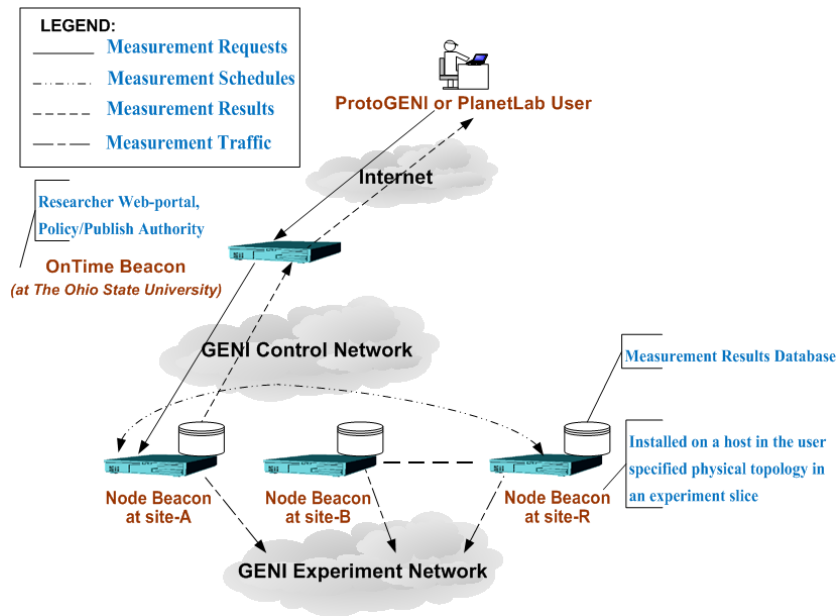 LEGEND:
Measurement Requests
Measurement Schedules
Measurement Results
Measurement Traffic
ProtoGENI or PlanetLab User
Internet
Researcher Web-portal,
Policy/Publish Authority
OnTime Beacon
(at The Ohio State University)
GENI Control Network
Measurement Results Database
Installed on a host in the user
specified physical topology in
an experiment slice
Node Beacon
at site-A
Node Beacon
at site-B
Node Beacon
at site-R
GENI Experiment Network